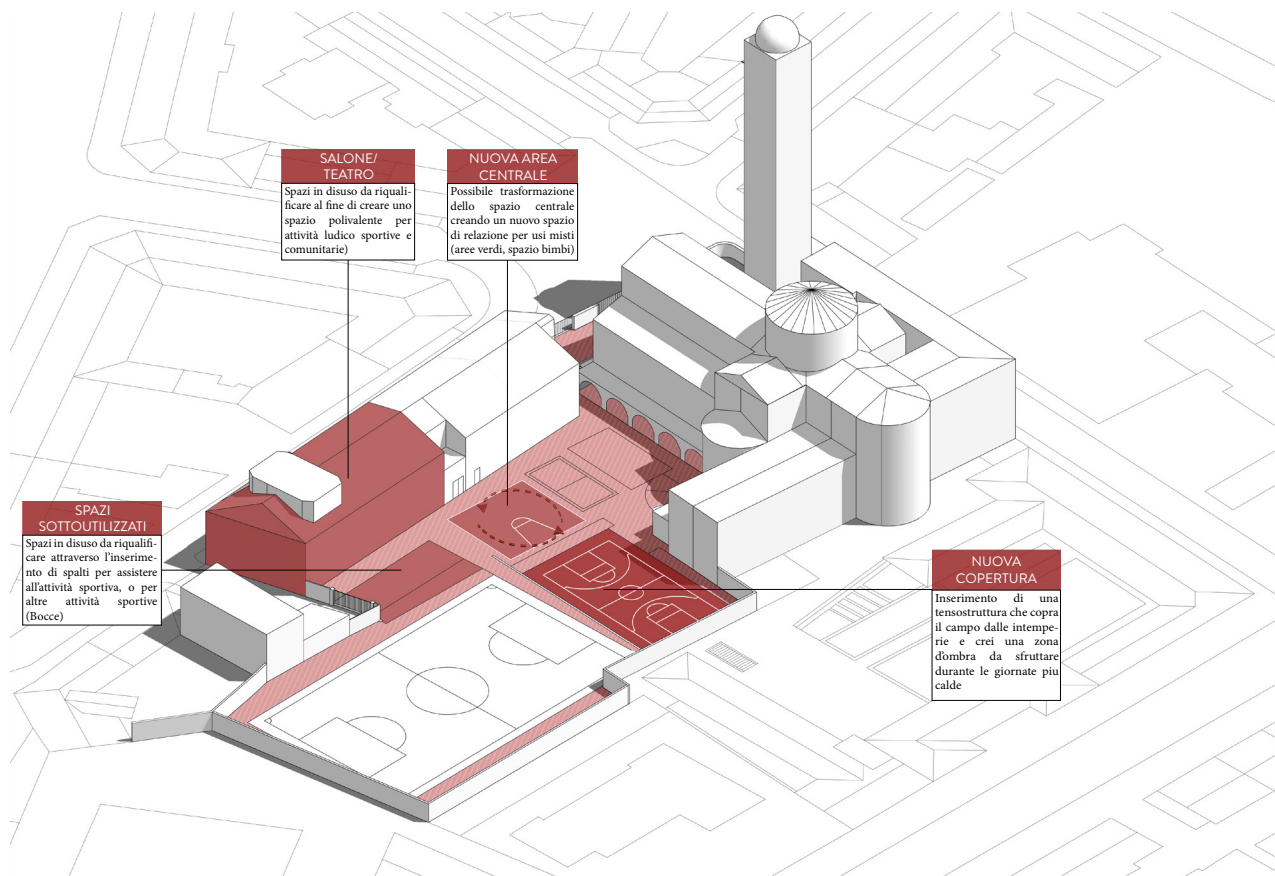 SALONE/
TEATRO
Spazi in disuso da riquali-
ficare al fine di creare uno
spazio polivalente per
attività ludico sportive e
comunitarie)
NUOVA AREA
CENTRALE
Possibile trasformazione
dello spazio centrale
creando un nuovo spazio
di relazione per usi misti
(aree verdi, spazio bimbi)
SPAZI
SOTTOUTILIZZATI
Spazi in disuso da riqualifi-
care attraverso l'inserimen-
to di spalti per assistere
all'attività sportiva, o per
altre attività sportive
(Bocce)
NUOVA
COPERTURA
Inserimento di una
tensostruttura che copra
il campo dalle intempe-
rie e crei una zona
d'ombra da sfruttare
durante le giornate piu
calde